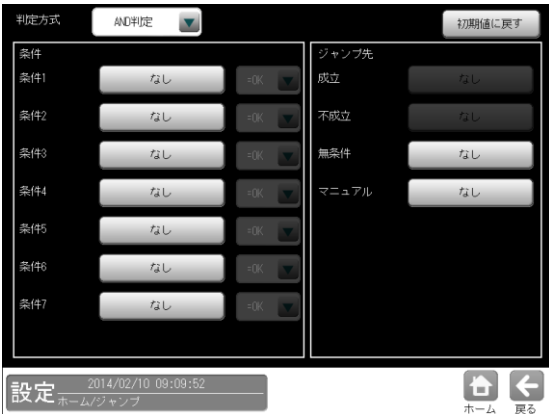 判定方式 AND判定 初期値に戻す
条件
条件1 なし =OK
条件2 なし =OK
条件3 なし =OK
条件4 なし =OK
条件5 なし =OK
条件6 なし =OK
条件7 なし =OK
ジャンプ先
成立 なし
不成立 なし
無条件 なし
マニュアル なし
設定 2014/02/10 09:09:52
ホーム/ジャンプ
ホーム 戻る